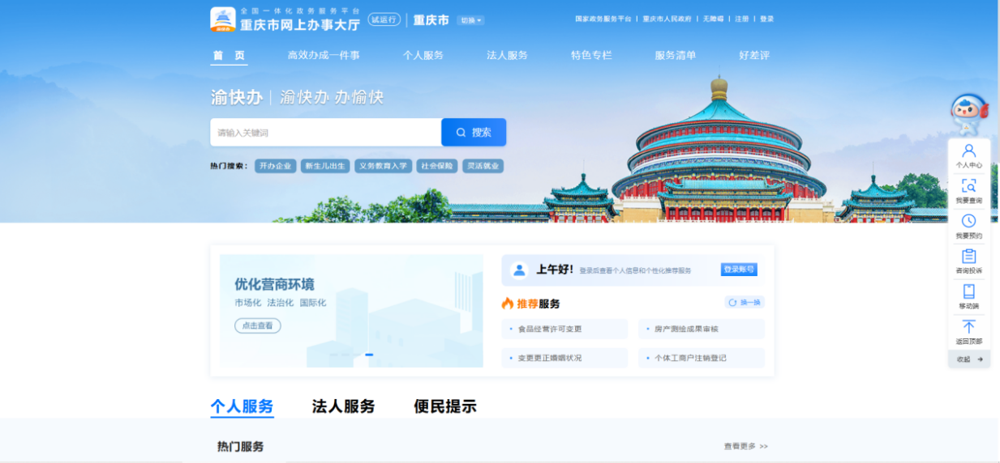 全国一体化政务服务平台
重庆市网上办事大厅 试运行 重庆市 切换
国家政务服务平台 | 重庆市人民政府 | 无障碍 | 注册 | 登录
首 页 高效办成一件事 个人服务 法人服务 特色专栏 服务清单 好差评
渝快办 | 渝快办 办愉快
请输入关键词 搜索
热门搜索： 开办企业 新生儿出生 义务教育入学 社会保险 灵活就业
个人中心
我要查询
我要预约
咨询投诉
移动端
返回顶部
收起 →
优化营商环境
市场化 法治化 国际化
点击查看
上午好! 登录后查看个人信息和个性化推荐服务 登录账号
推荐服务 换一换
• 食品经营许可变更 • 房产测绘成果审核
• 变更更正婚姻状况 • 个体工商户注销登记
个人服务 法人服务 便民提示
热门服务 查看更多 >>